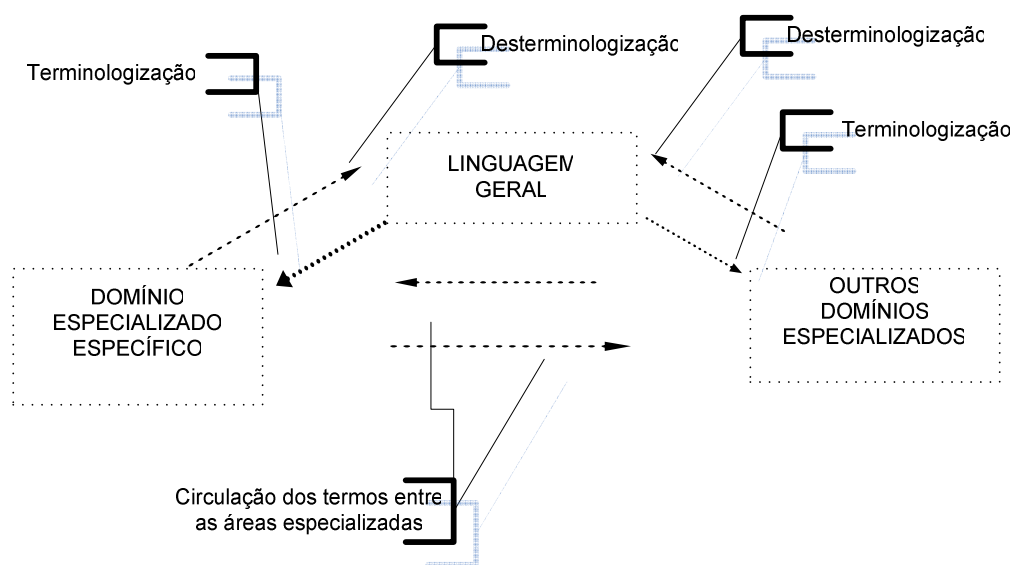 Desterminologização
Desterminologização
Terminologização
Terminologização
LINGUAGEM
GERAL
DOMÍNIO
ESPECIALIZADO
ESPECÍFICO
OUTROS
DOMÍNIOS
ESPECIALIZADOS
Circulação dos termos entre
as áreas especializadas